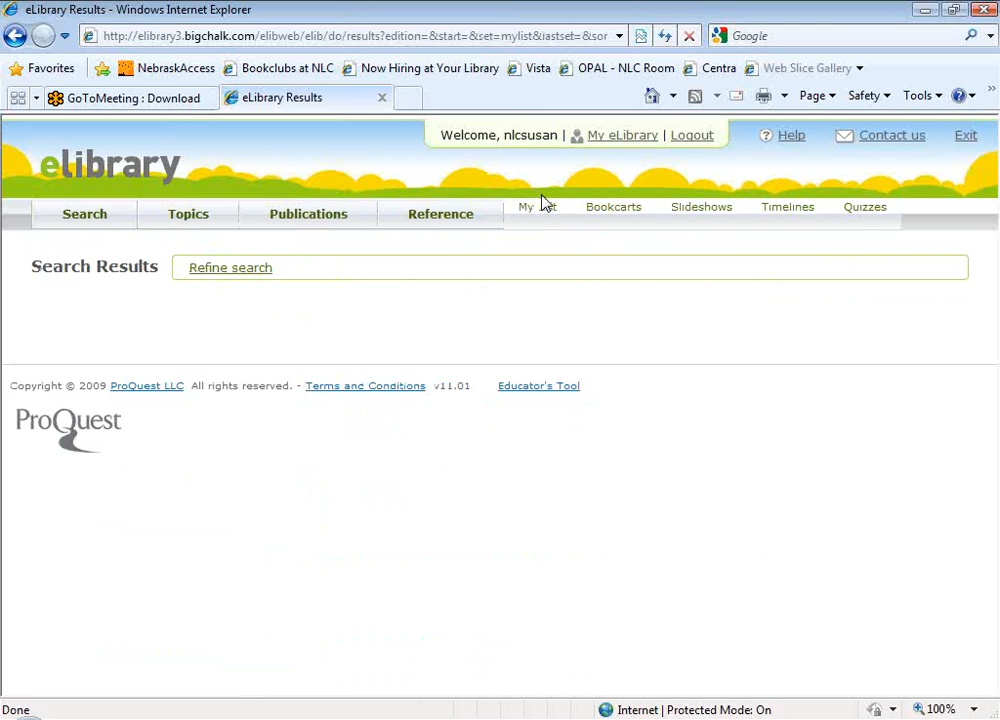 eLibrary Results - Windows Internet Explorer
http://elibrary3.bigchalk.com/elibweb/elib/do/results?edition=&start=&set=mylist&iastset=&sor
Google
Favorites NebraskAccess Bookclubs at NLC Now Hiring at Your Library Vista OPAL - NLC Room Centra Web Slice Gallery
GoToMeeting : Download eLibrary Results Page Safety Tools
Welcome, nlcsusan | My eLibrary | Logout Help Contact us Exit
elibrary
Search Topics Publications Reference My Bookcarts Slideshows Timelines Quizzes
Search Results Refine search
Copyright © 2009 ProQuest LLC All rights reserved. - Terms and Conditions v11.01 Educator's Tool
ProQuest
Done Internet | Protected Mode: On 100%